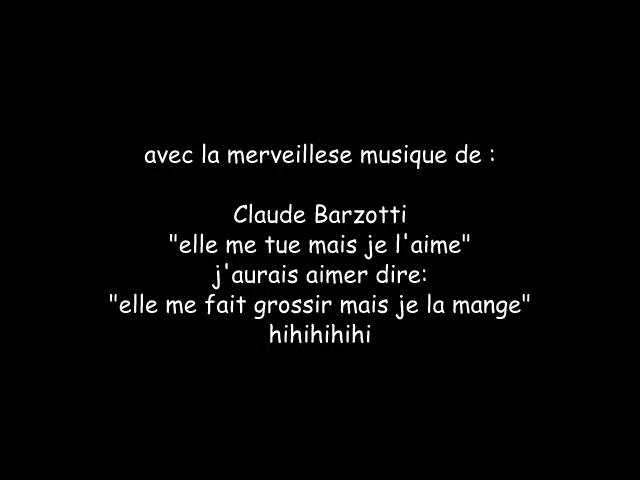 avec la merveillese musique de :
Claude Barzotti
"elle me tue mais je l'aime"
j'aurais aimer dire:
"elle me fait grossir mais je la mange"
hihihihihi